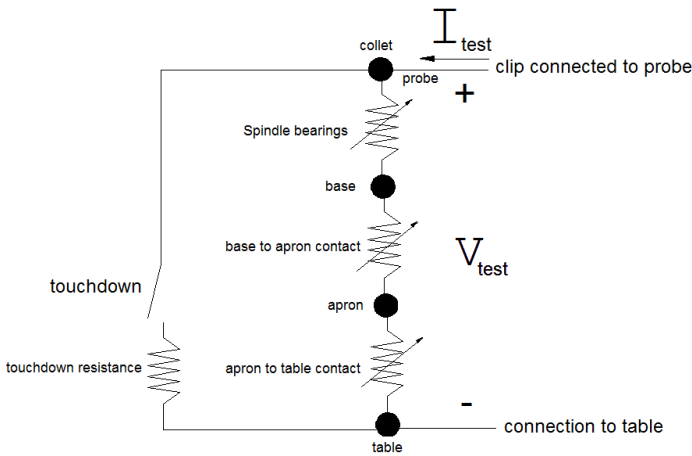 I test
collet
clip connected to probe
probe
+
Spindle bearings
base
base to apron contact
V test
touchdown
apron
touchdown resistance
apron to table contact
-
connection to table
table